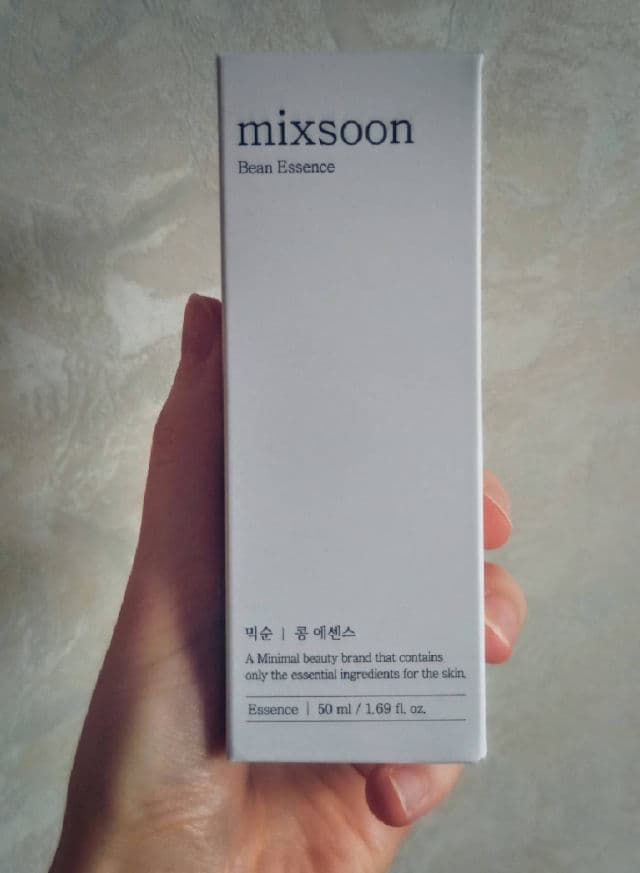 mixsoon
Bean Essence
믹순 | 콩 에센스
A Minimal beauty brand that contains
only the essential ingredients for the skin.
Essence | 50 ml / 1.69 fl. oz.